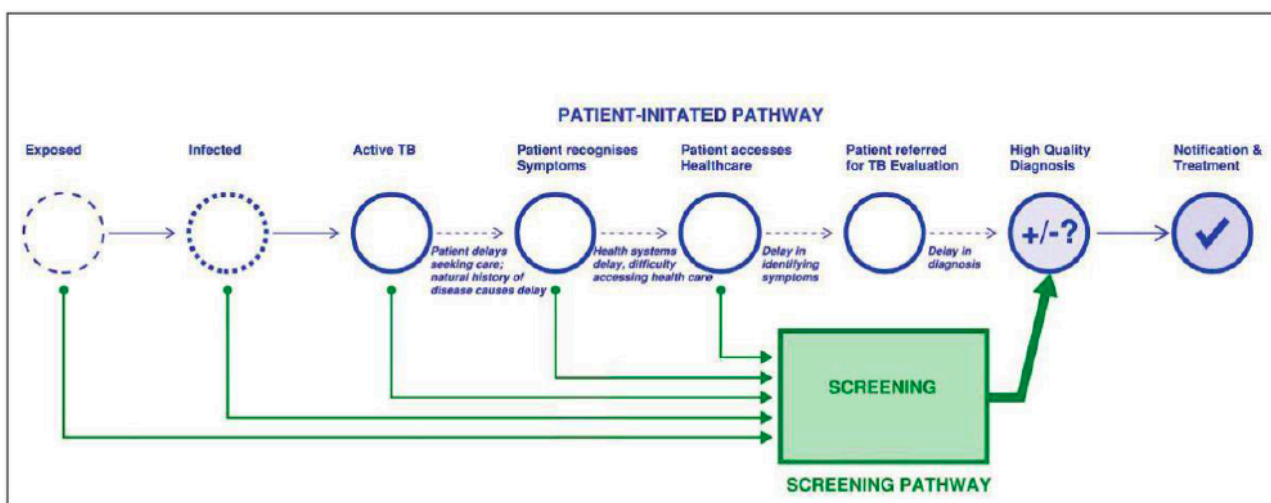 PATIENT-INITATED PATHWAY
Exposed
Infected
Active TB
Patient recognises
Symptoms
Patient accesses
Healthcare
Patient referred
for TB Evaluation
High Quality
Diagnosis
Notification &
Treatment
+/-?
Patient delays
seeking care;
natural history of
disease causes delay
Health systems
delay, difficulty
accessing health care
Delay in
identifying
symptoms
Delay in
diagnosis
SCREENING
SCREENING PATHWAY